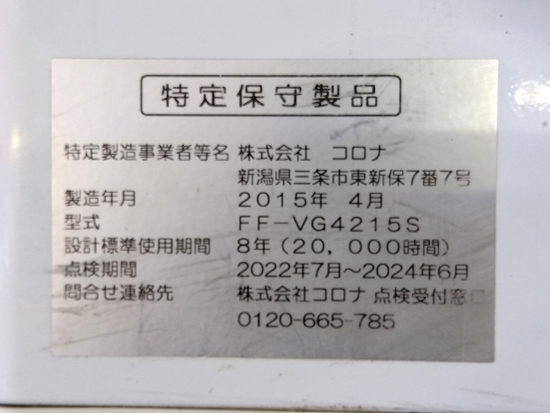 特定保守製品
特定製造事業者等名 株式会社 コロナ
新潟県三条市東新保7番7号
製造年月 2015年 4月
型式 FF-VG4215S
設計標準使用期間 8年(20,000時間)
点検期間 2022年7月~2024年6月
問合せ連絡先 株式会社コロナ 点検受付窓口
0120-665-785